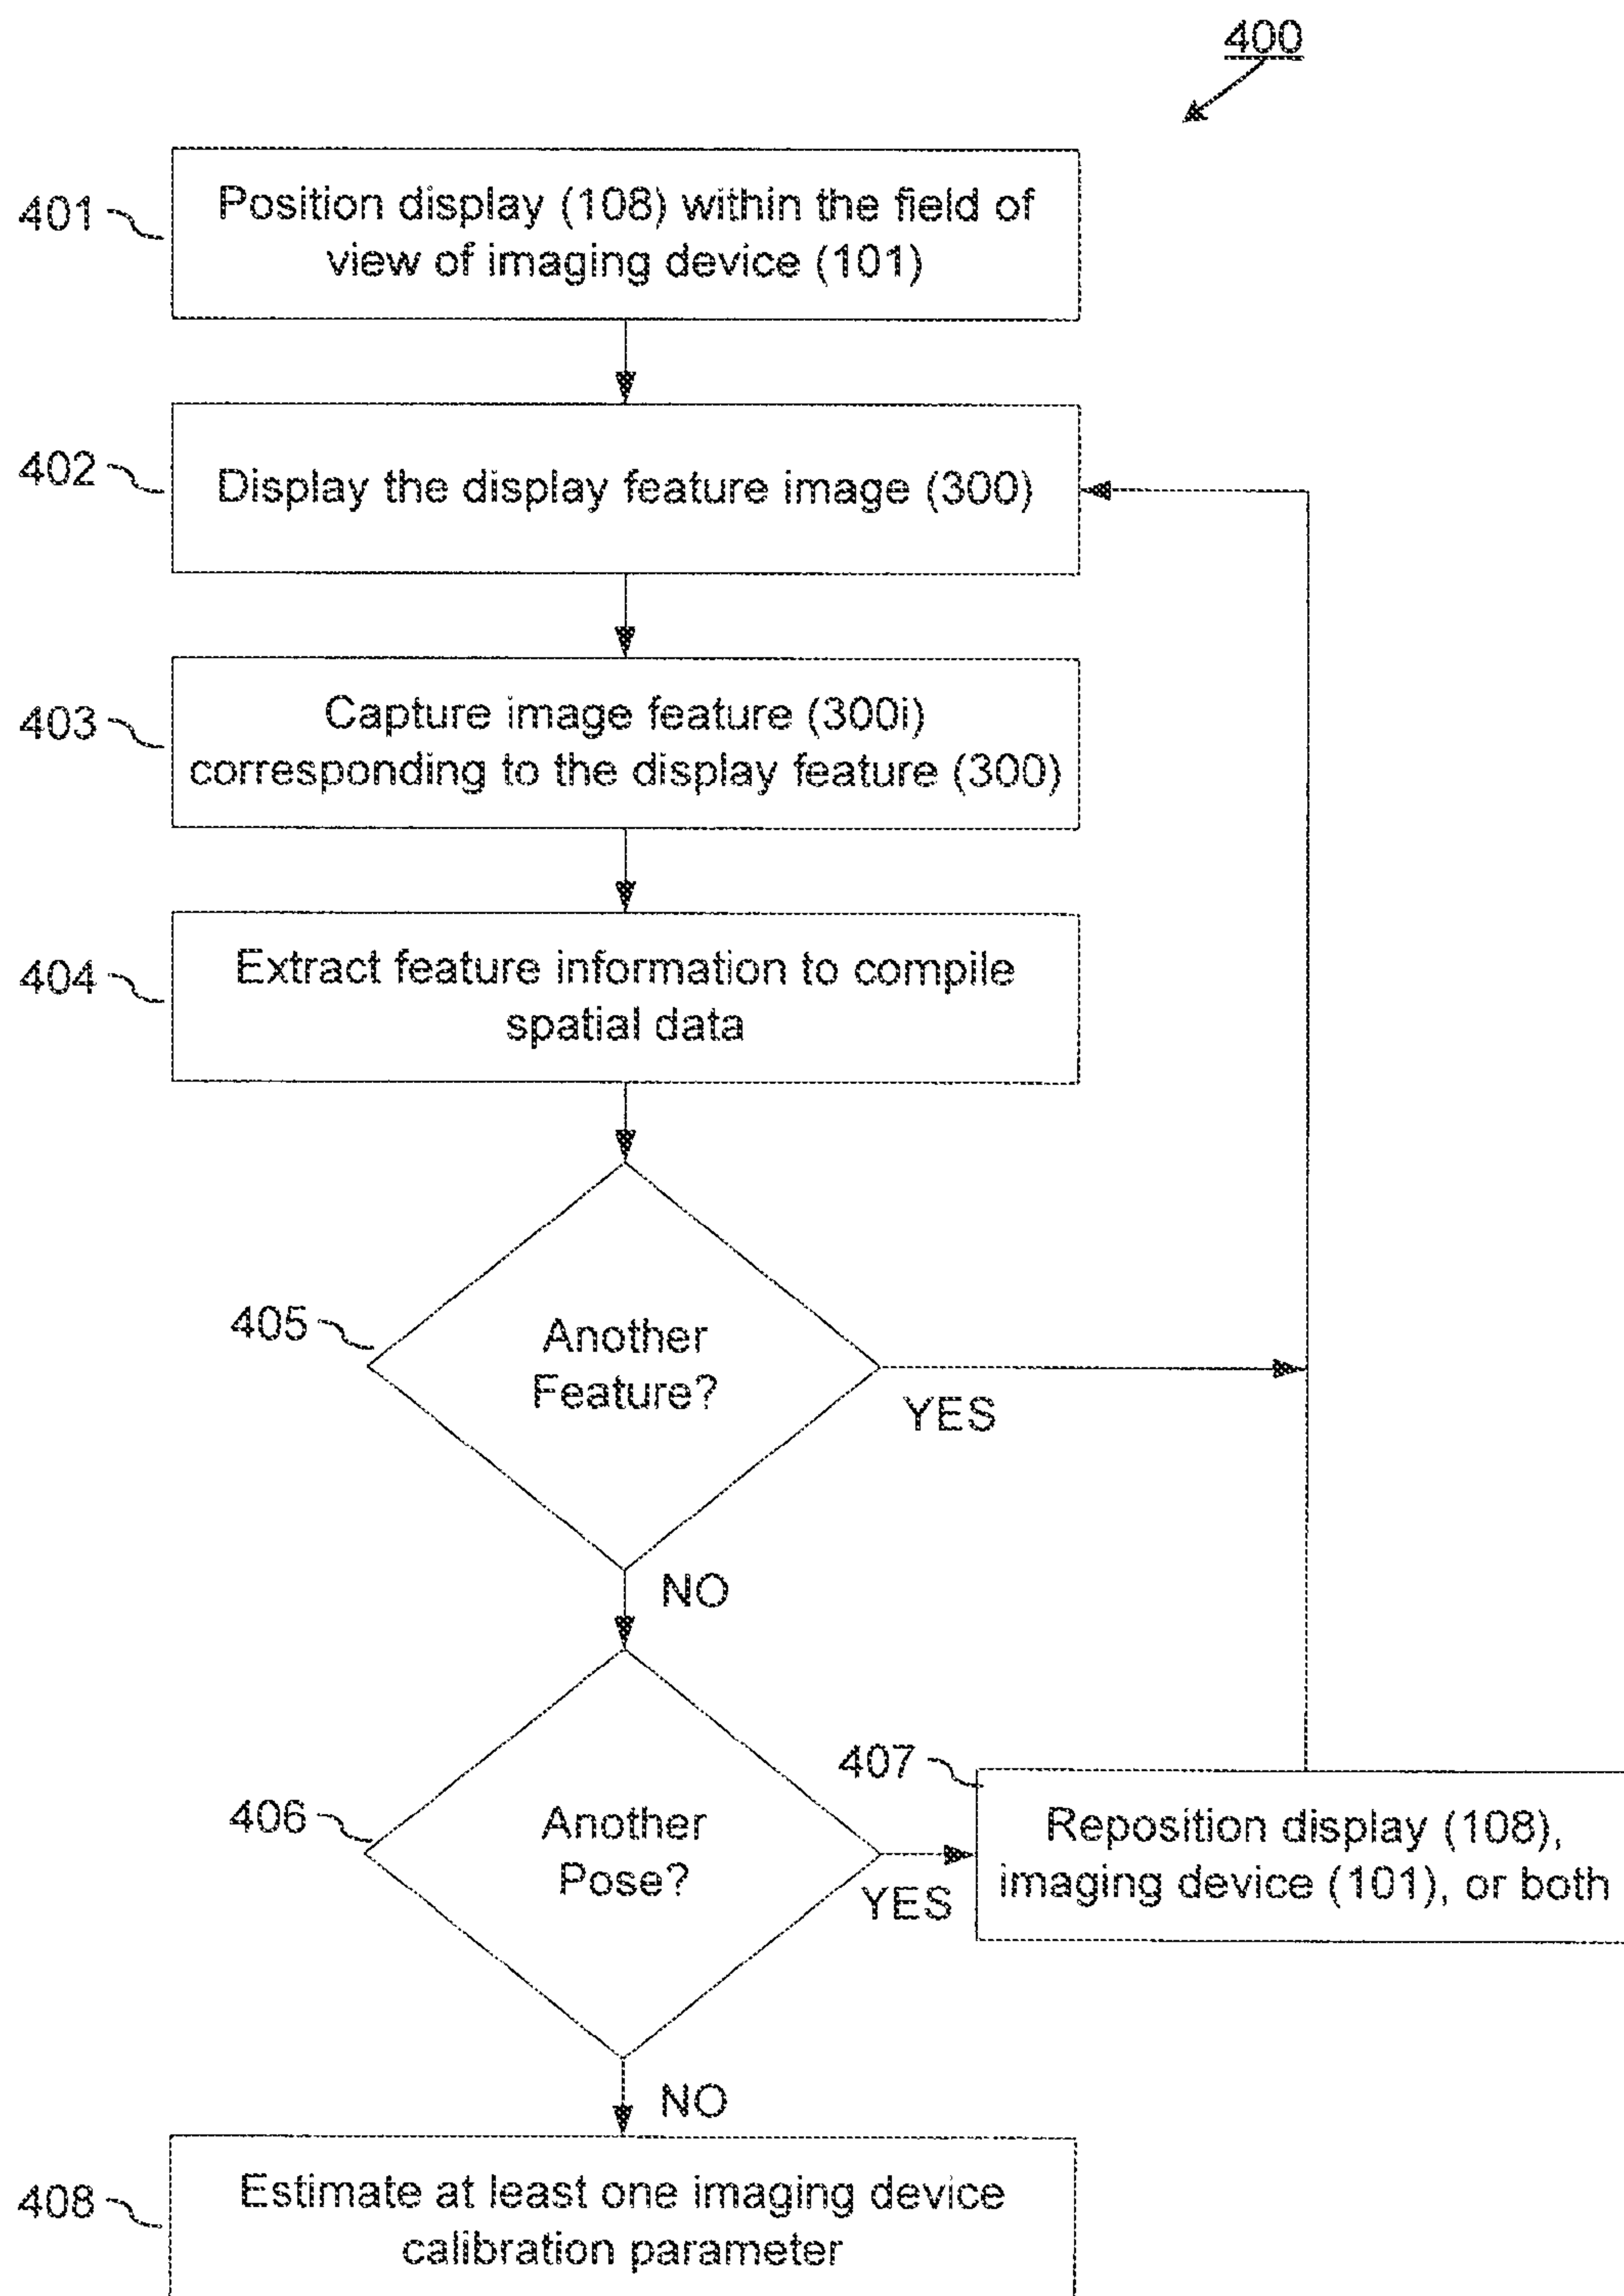 400
401
Position display (108) within the field of
view of imaging device (101)
402
Display the display feature image (300)
403
Capture image feature (300i)
corresponding to the display feature (300)
404
Extract feature information to compile
spatial data
405
Another
Feature?
YES
NO
406
Another
Pose?
YES
407
Reposition display (108),
imaging device (101), or both
NO
408
Estimate at least one imaging device
calibration parameter